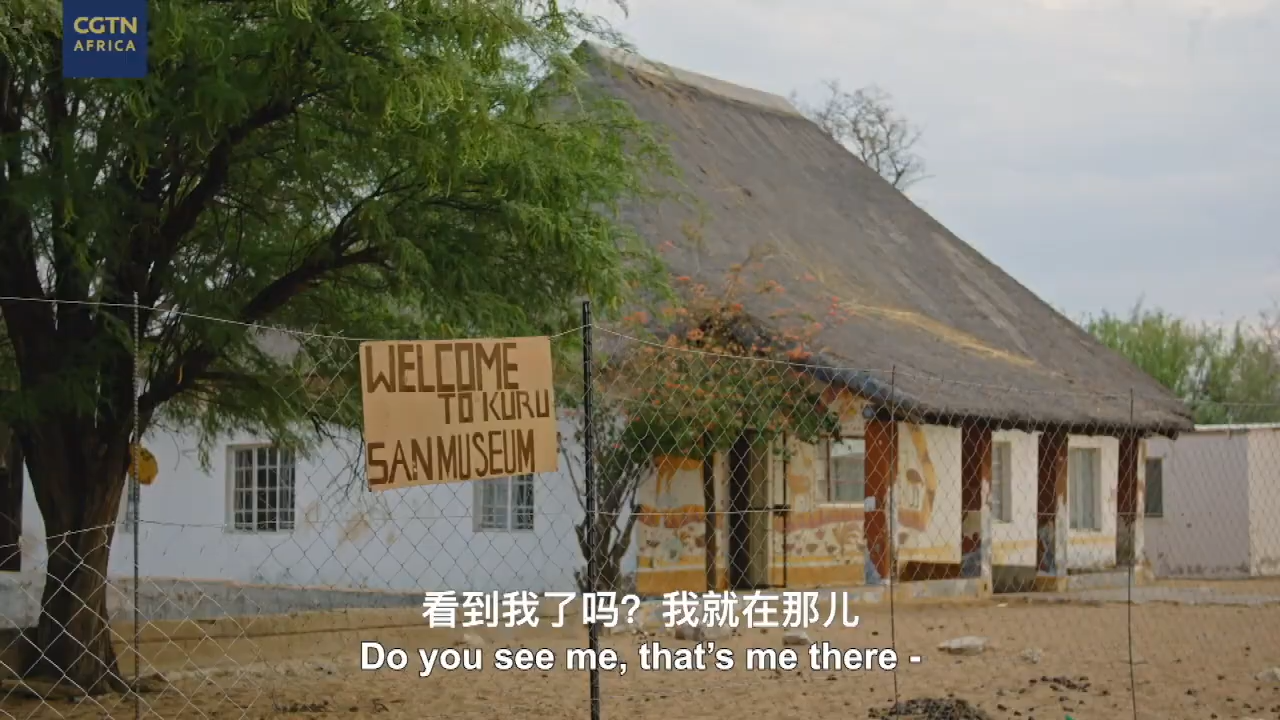 CGTN
AFRICA
WELCOME
TO KURU
SAN MUSEUM
看到我了吗？我就在那儿
Do you see me, that's me there -